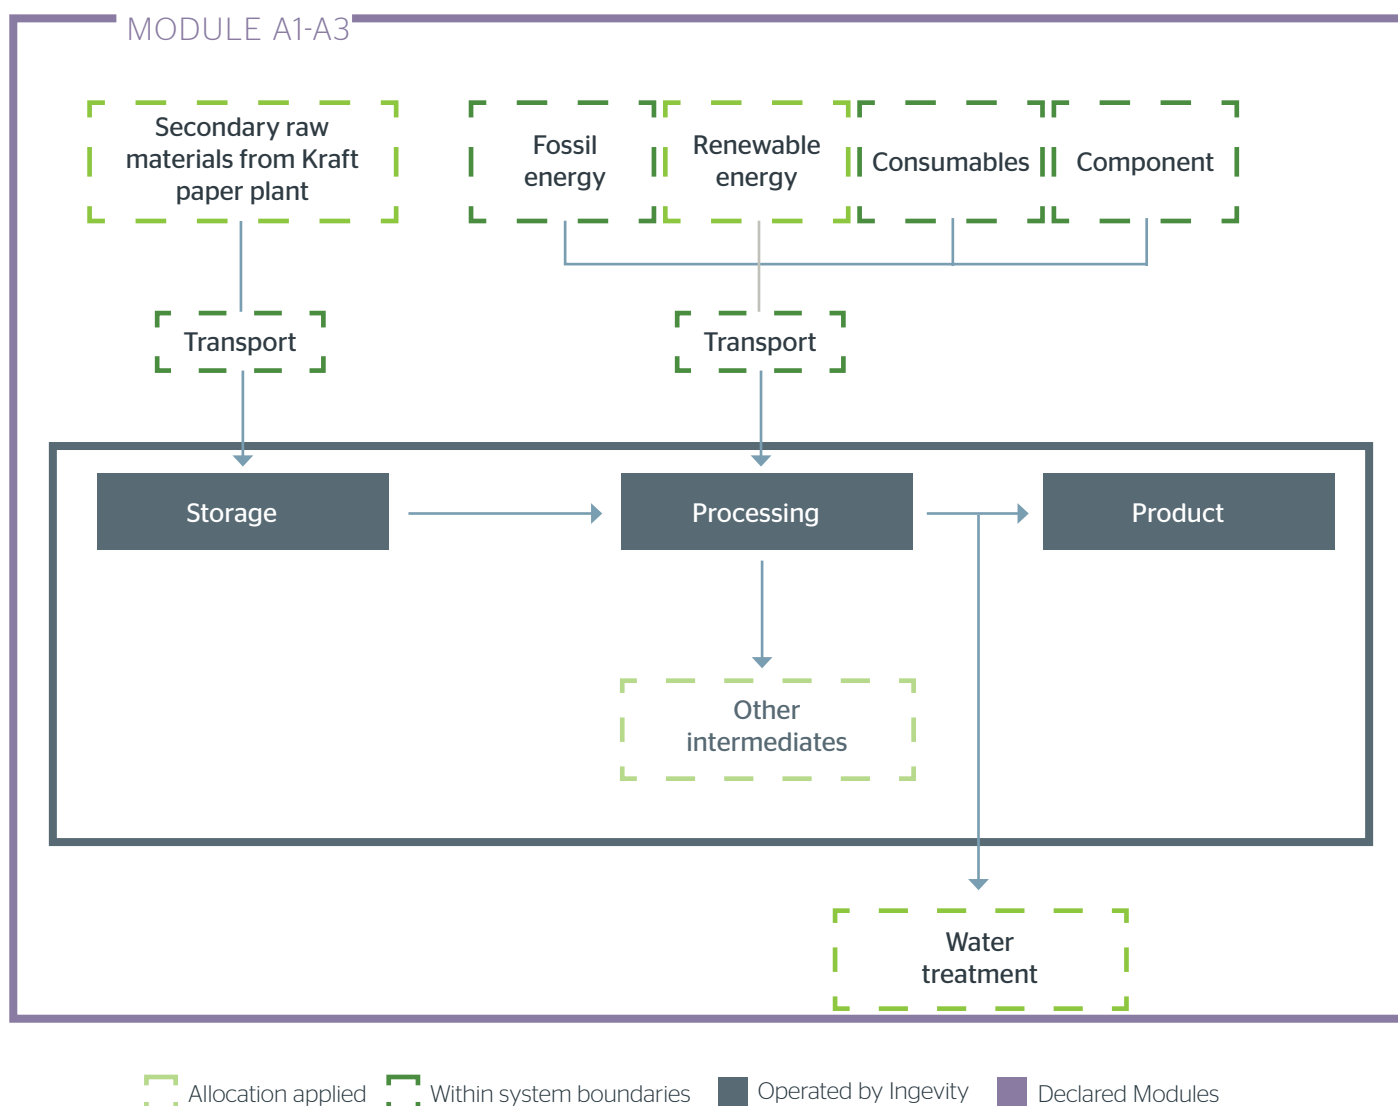 MODULE A1-A3
Secondary raw
materials from Kraft
paper plant
Fossil
energy
Renewable
energy
Consumables
Component
Transport
Transport
Storage
Processing
Product
Other
intermediates
Water
treatment
Allocation applied
Within system boundaries
Operated by Ingevity
Declared Modules